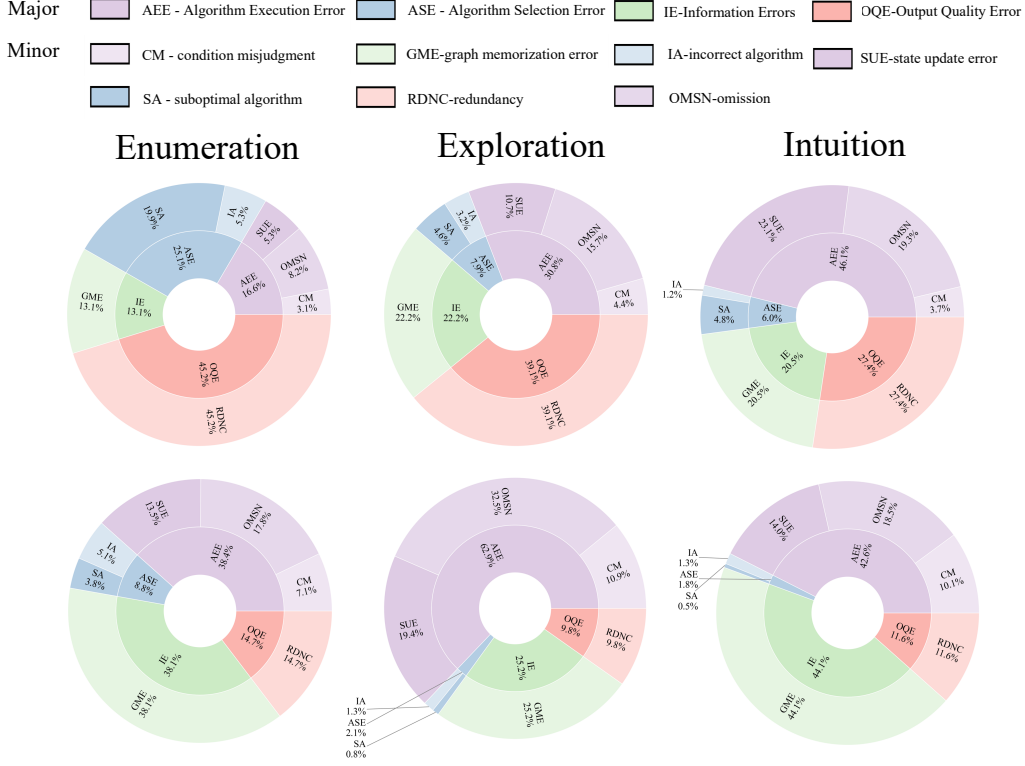 Major
AEE - Algorithm Execution Error
ASE - Algorithm Selection Error
IE-Information Errors
OQE-Output Quality Error
Minor
CM - condition misjudgment
GME-graph memorization error
IA-incorrect algorithm
SUE-state update error
SA - suboptimal algorithm
RDNC-redundancy
OMSN-omission
Enumeration
Exploration
Intuition
SA
19.9%
IA
5.3%
SUE
5.3%
OMSN
8.2%
CM
3.1%
ASE
25.1%
AEE
16.6%
GME
13.1%
IE
13.1%
OQE
45.2%
RDNC
45.2%
SA
4.6%
IA
3.2%
SUE
10.7%
OMSN
15.7%
CM
4.4%
ASE
7.9%
AEE
30.8%
GME
22.2%
IE
22.2%
OQE
39.1%
RDNC
39.1%
SUE
23.1%
OMSN
19.3%
CM
3.7%
AEE
46.1%
IA
1.2%
SA
4.8%
ASE
6.0%
IE
20.5%
GME
20.5%
OQE
27.4%
RDNC
27.4%
SUE
13.5%
OMSN
17.8%
CM
7.1%
AEE
38.4%
IA
5.1%
SA
3.8%
ASE
8.8%
IE
38.1%
GME
38.1%
OQE
14.7%
RDNC
14.7%
OMSN
32.5%
AEE
62.9%
CM
10.9%
SUE
19.4%
OQE
9.8%
RDNC
9.8%
IE
25.2%
GME
25.2%
IA
1.3%
ASE
2.1%
SA
0.8%
SUE
14.0%
OMSN
18.5%
CM
10.1%
AEE
42.6%
IA
1.3%
ASE
1.8%
SA
0.5%
OQE
11.6%
RDNC
11.6%
IE
44.1%
GME
44.1%